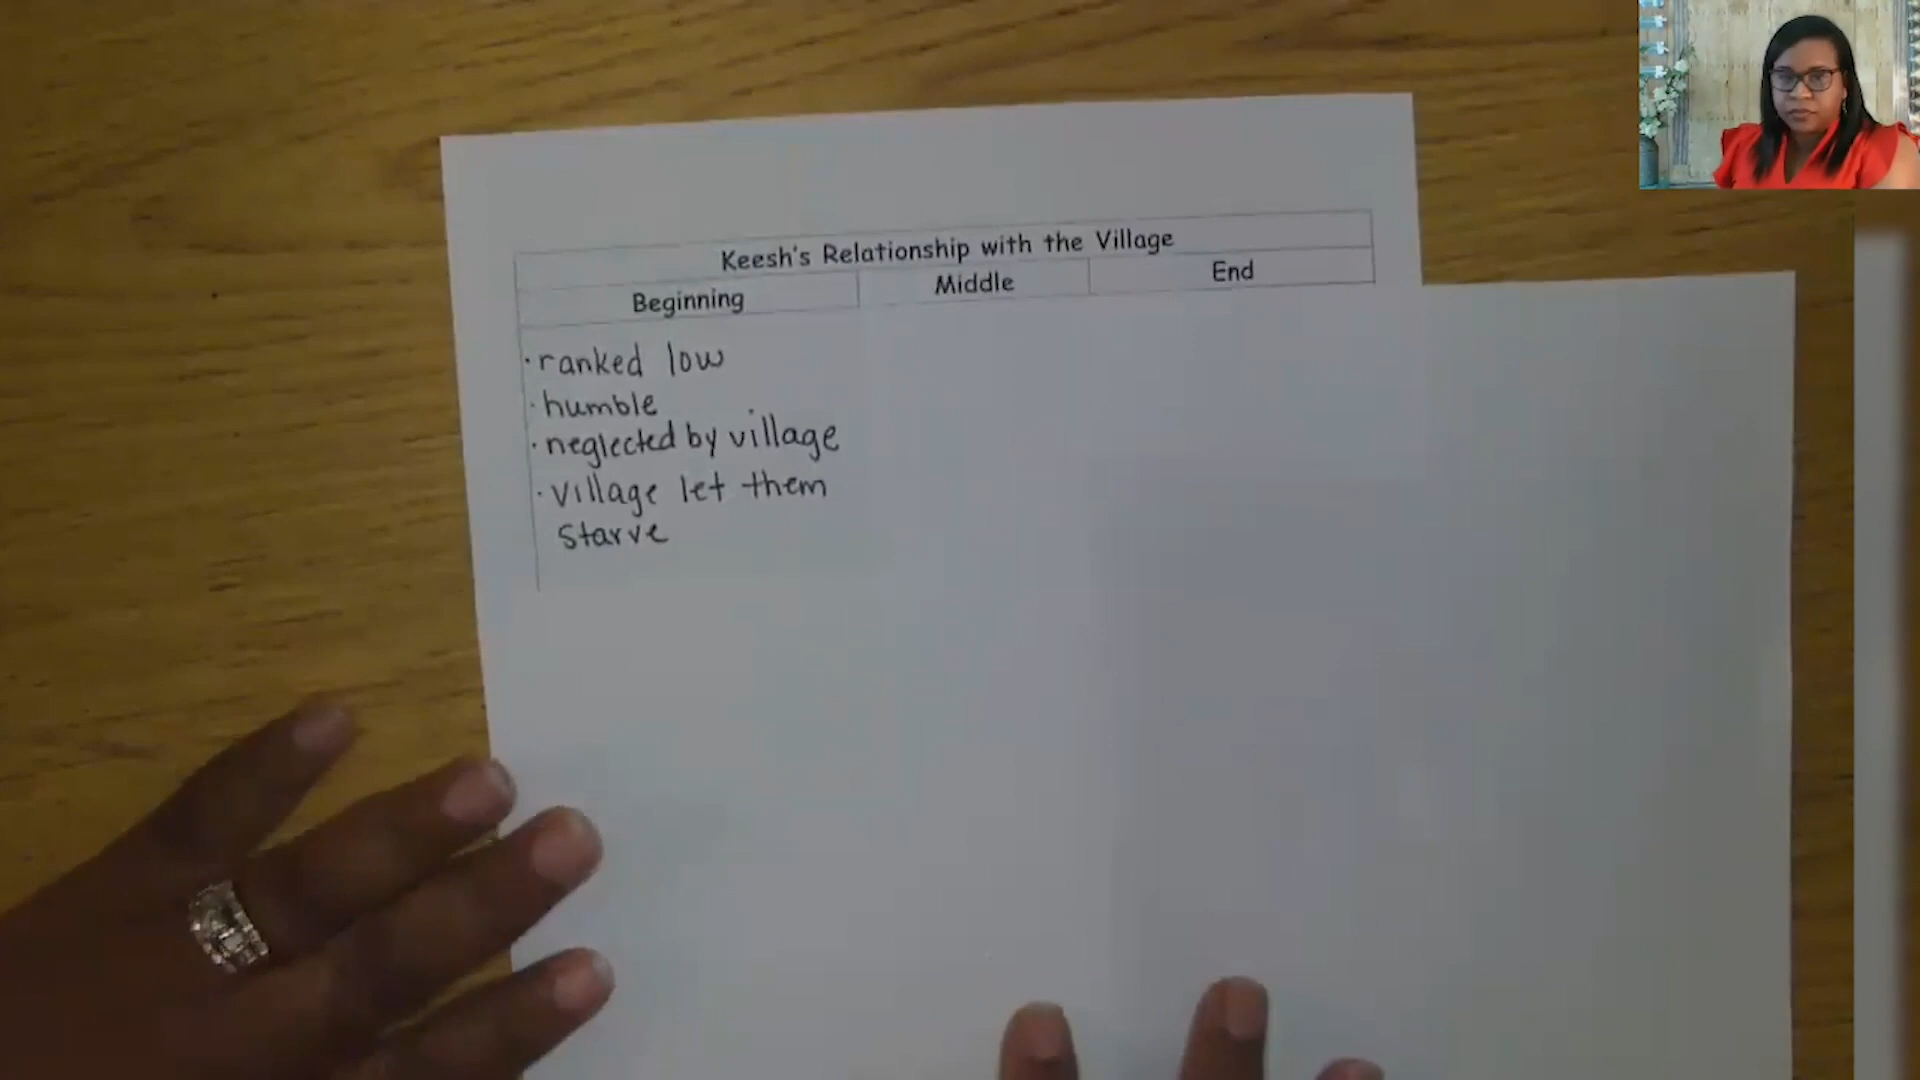 Keesh's Relationship with the Village
Beginning Middle End
· ranked low
· humble
· neglected by village
· village let them
starve